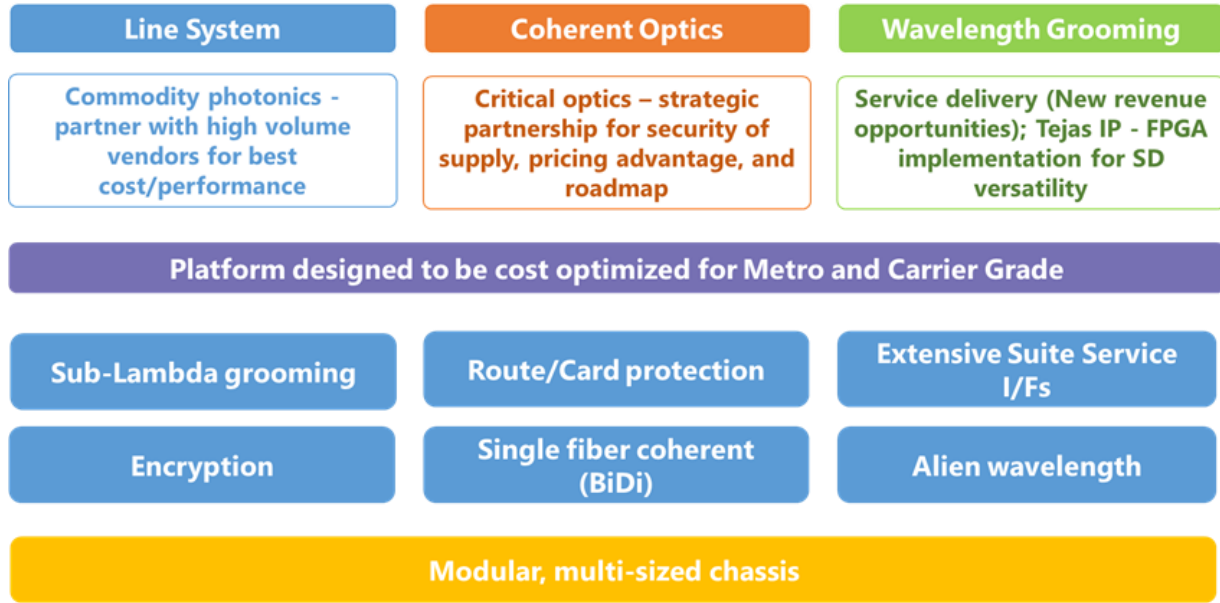 Line System
Coherent Optics
Wavelength Grooming
Commodity photonics -
partner with high volume
vendors for best
cost/performance
Critical optics – strategic
partnership for security of
supply, pricing advantage, and
roadmap
Service delivery (New revenue
opportunities); Tejas IP - FPGA
implementation for SD
versatility
Platform designed to be cost optimized for Metro and Carrier Grade
Sub-Lambda grooming
Route/Card protection
Extensive Suite Service
I/Fs
Encryption
Single fiber coherent
(BiDi)
Alien wavelength
Modular, multi-sized chassis